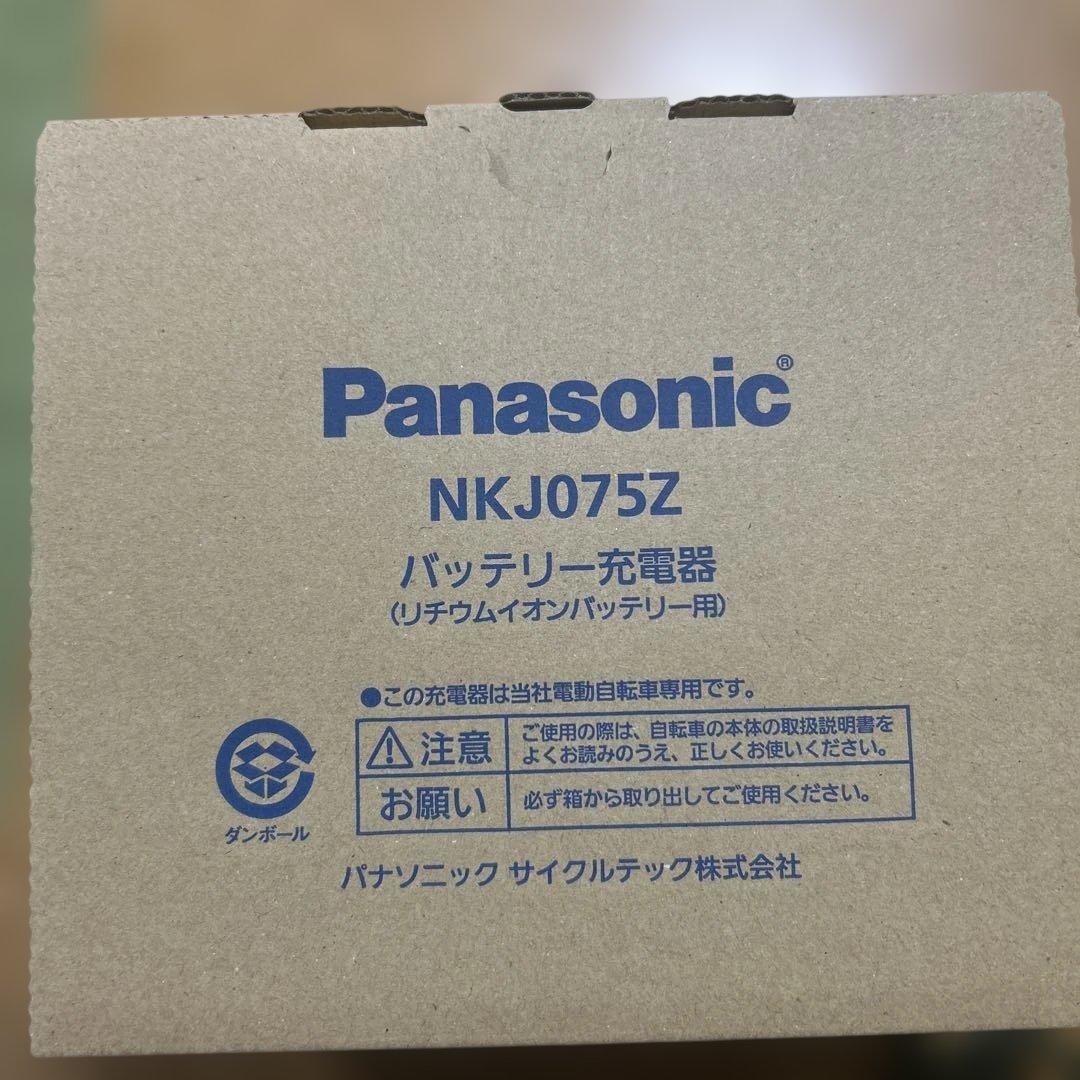 Panasonic®
NKJ075Z
バッテリー充電器
(リチウムイオンバッテリー用)
●この充電器は当社電動自転車専用です。
注意
ご使用の際は、自転車の本体の取扱説明書を
よくお読みのうえ、正しくお使いください。
お願い
必ず箱から取り出してご使用ください。
ダンボール
パナソニック サイクルテック株式会社